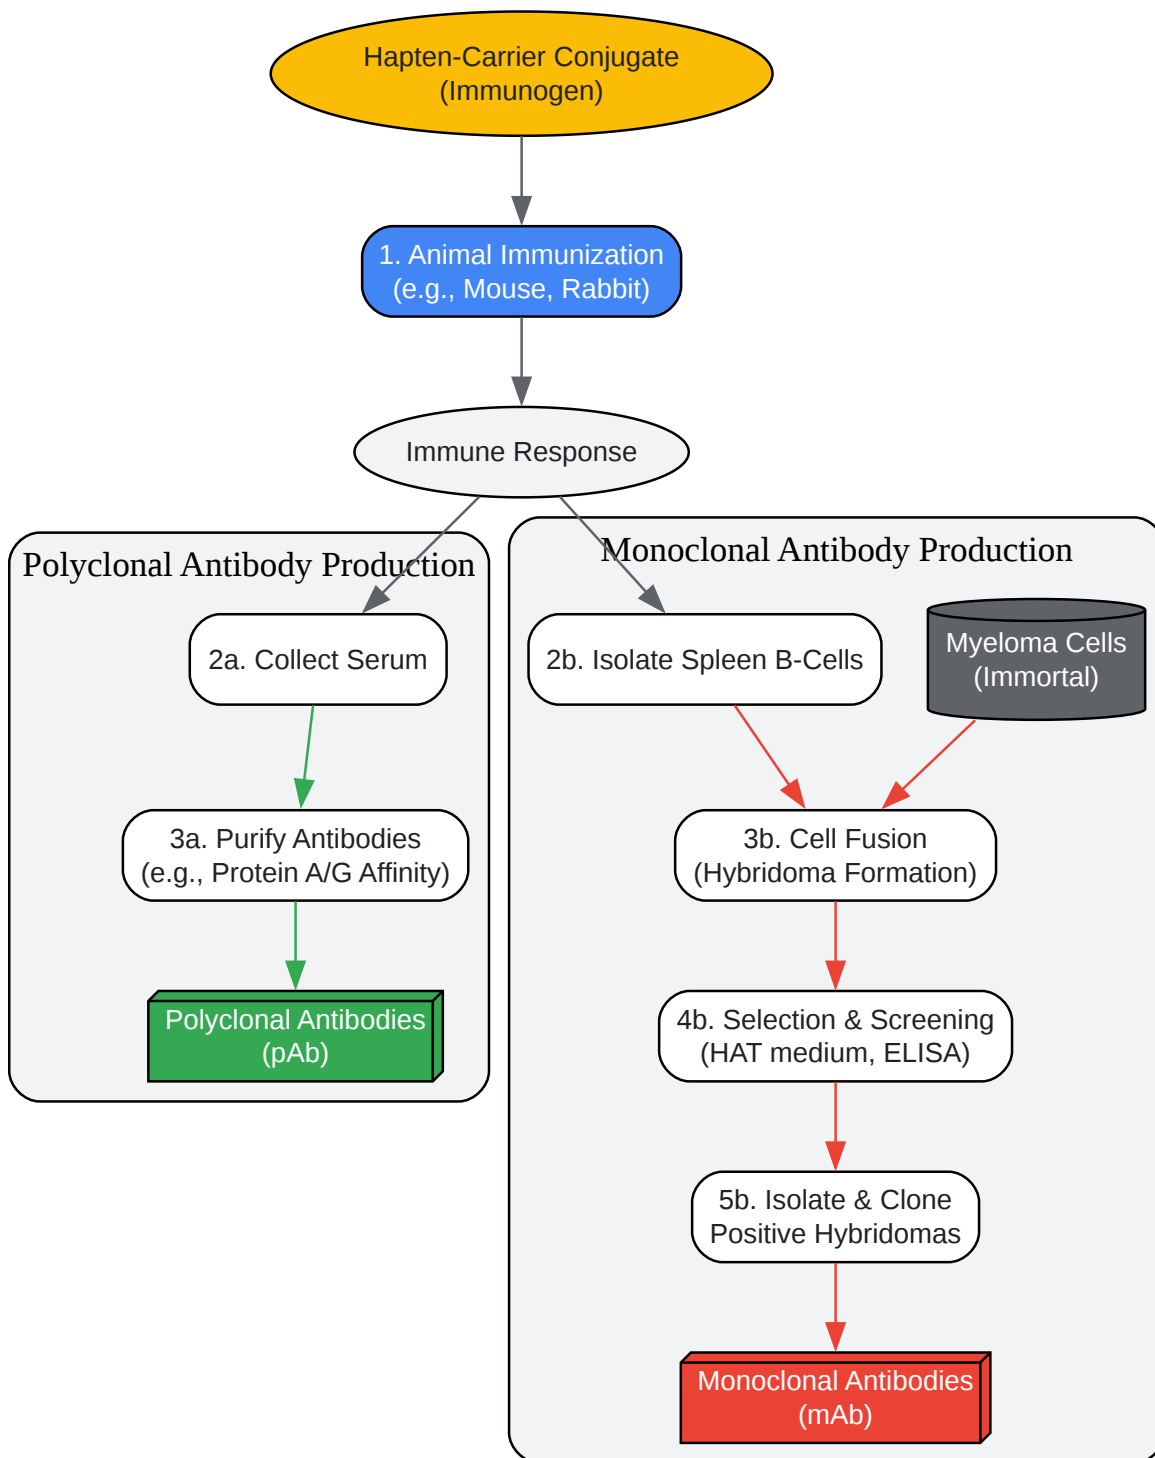 Hapten-Carrier Conjugate
(Immunogen)
1. Animal Immunization
(e.g., Mouse, Rabbit)
Immune Response
Polyclonal Antibody Production
2a. Collect Serum
3a. Purify Antibodies
(e.g., Protein A/G Affinity)
Polyclonal Antibodies
(pAb)
Monoclonal Antibody Production
2b. Isolate Spleen B-Cells
Myeloma Cells
(Immortal)
3b. Cell Fusion
(Hybridoma Formation)
4b. Selection & Screening
(HAT medium, ELISA)
5b. Isolate & Clone
Positive Hybridomas
Monoclonal Antibodies
(mAb)